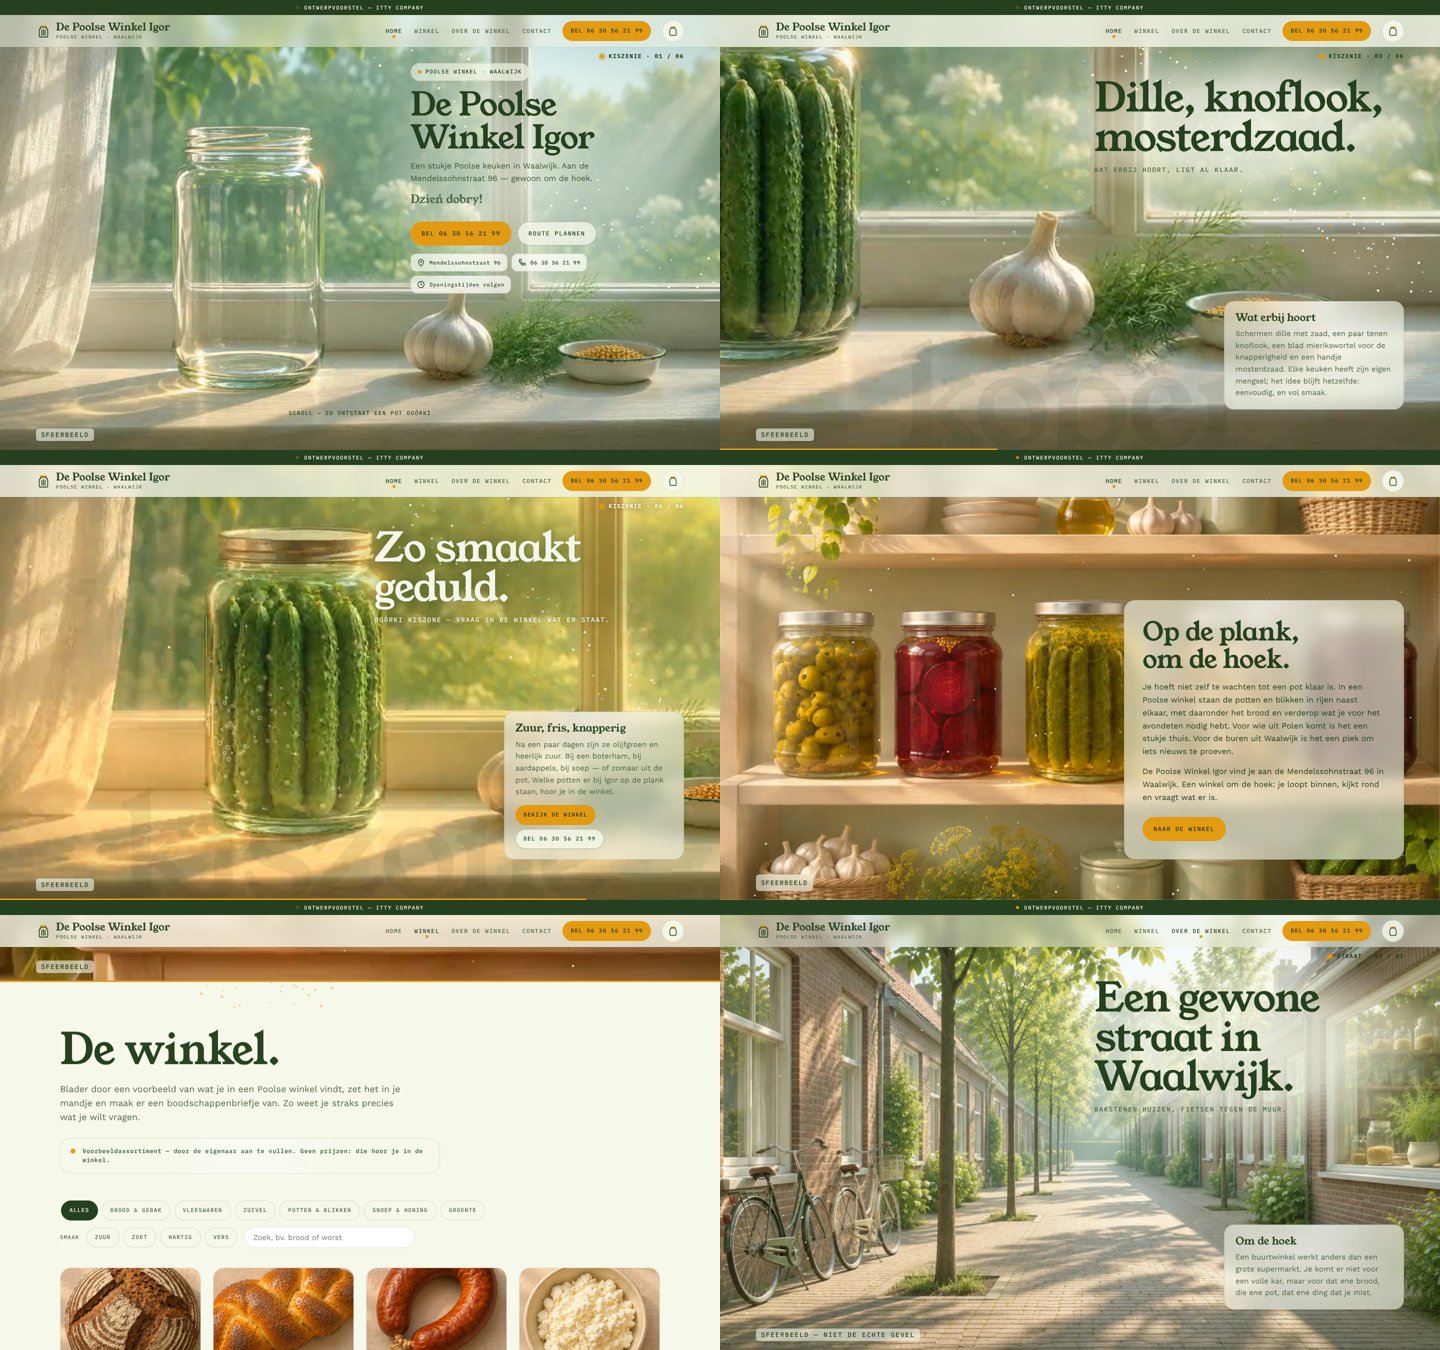 ONTWERPVOORSTEL — ITTY COMPANY
De Poolse Winkel Igor
POOLSE WINKEL · WAALWIJK
HOME
WINKEL
OVER DE WINKEL
CONTACT
BEL 06 30 56 21 99
KISZENIE · 01 / 06
POOLSE WINKEL · WAALWIJK
De Poolse
Winkel Igor
Een stukje Poolse keuken in Waalwijk. Aan de
Mendelssohnstraat 96 — gewoon om de hoek.
Dzień dobry!
BEL 06 30 56 21 99
ROUTE PLANNEN
Mendelssohnstraat 96
06 30 56 21 99
Openingstijden volgen
SCROLL — ZO ONTSTAAT EEN POT OGÓRKI
SFEERBEELD
ONTWERPVOORSTEL — ITTY COMPANY
De Poolse Winkel Igor
POOLSE WINKEL · WAALWIJK
HOME
WINKEL
OVER DE WINKEL
CONTACT
BEL 06 30 56 21 99
KISZENIE · 03 / 06
Dille, knoflook,
mosterdzaad.
WAT ERBIJ HOORT, LIGT AL KLAAR.
Wat erbij hoort
Schermen dille met zaad, een paar tenen
knoflook, een blad mierikswortel voor de
knapperigheid en een handje
mosterdzaad. Elke keuken heeft zijn eigen
mengsel; het idee blijft hetzelfde:
eenvoudig, en vol smaak.
SFEERBEELD
ONTWERPVOORSTEL — ITTY COMPANY
De Poolse Winkel Igor
POOLSE WINKEL · WAALWIJK
HOME
WINKEL
OVER DE WINKEL
CONTACT
BEL 06 30 56 21 99
KISZENIE · 06 / 06
Zo smaakt
geduld.
OGÓRKI KISZONE — VRAAG IN DE WINKEL WAT ER STAAT.
Zuur, fris, knapperig
Na een paar dagen zijn ze olijfgroen en
heerlijk zuur. Bij een boterham, bij
aardappels, bij soep — of zomaar uit de
pot. Welke potten er bij Igor op de plank
staan, hoor je in de winkel.
BEKIJK DE WINKEL
BEL 06 30 56 21 99
SFEERBEELD
ONTWERPVOORSTEL — ITTY COMPANY
De Poolse Winkel Igor
POOLSE WINKEL · WAALWIJK
HOME
WINKEL
OVER DE WINKEL
CONTACT
BEL 06 30 56 21 99
Op de plank,
om de hoek.
Je hoeft niet zelf te wachten tot een pot klaar is. In een
Poolse winkel staan de potten en blikken in rijen naast
elkaar, met daaronder het brood en verderop wat je voor het
avondeten nodig hebt. Voor wie uit Polen komt is het een
stukje thuis. Voor de buren uit Waalwijk is het een plek om
iets nieuws te proeven.
De Poolse Winkel Igor vind je aan de Mendelssohnstraat 96 in
Waalwijk. Een winkel om de hoek: je loopt binnen, kijkt rond
en vraagt wat er is.
NAAR DE WINKEL
SFEERBEELD
ONTWERPVOORSTEL — ITTY COMPANY
De Poolse Winkel Igor
POOLSE WINKEL · WAALWIJK
HOME
WINKEL
OVER DE WINKEL
CONTACT
BEL 06 30 56 21 99
SFEERBEELD
De winkel.
Blader door een voorbeeld van wat je in een Poolse winkel vindt, zet het in je
mandje en maak er een boodschappenbriefje van. Zo weet je straks precies
wat je wilt vragen.
Voorbeeldassortiment — door de eigenaar aan te vullen. Geen prijzen: die hoor je in de
winkel.
ALLES
BROOD & GEBAK
VLEESWAREN
ZUIVEL
POTTEN & BLIKKEN
SNOEP & HONING
GROENTE
SMAAK
ZUUR
ZOET
HARTIG
VERS
Zoek, bv. brood of worst
ONTWERPVOORSTEL — ITTY COMPANY
De Poolse Winkel Igor
POOLSE WINKEL · WAALWIJK
HOME
WINKEL
OVER DE WINKEL
CONTACT
BEL 06 30 56 21 99
STRAAT
Een gewone
straat in
Waalwijk.
BAKSTENEN HUIZEN, FIETSEN TEGEN DE MUUR.
Om de hoek
Een buurtwinkel werkt anders dan een
grote supermarkt. Je komt er niet voor
een volle kar, maar voor dat ene brood,
die ene pot, dat ene ding dat je mist.
SFEERBEELD — NIET DE ECHTE GEVEL